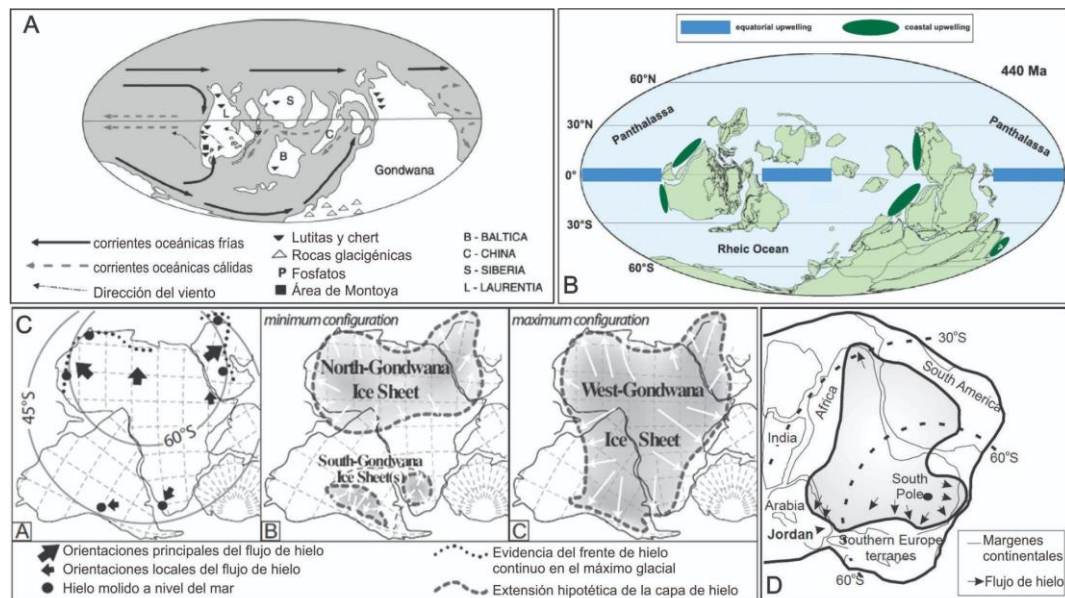 A
L
S
C
B
P
Gondwana
corrientes oceánicas frías
corrientes oceánicas cálidas
Dirección del viento
Lutitas y chert
Rocas glacigénicas
P Fosfatos
Área de Montoya
B - BALTICA
C - CHINA
S - SIBERIA
L - LAURENTIA
equatorial upwelling
coastal upwelling
440 Ma
60°N
Panthalassa
Panthalassa
30°N
0°
30°S
Rheic Ocean
60°S
B
C
45°S
60°S
A
minimum configuration
North-Gondwana
Ice Sheet
South-Gondwana
Ice Sheet(s)
B
maximum configuration
West-Gondwana
Ice Sheet
C
Orientaciones principales del flujo de hielo
Orientaciones locales del flujo de hielo
Hielo molido a nivel del mar
Evidencia del frente de hielo
continuo en el máximo glacial
Extensión hipotética de la capa de hielo
30°S
South America
Africa
India
60°S
South
Pole
Arabia
Jordan
Southern Europe
terranes
60°S
D
Margenes
continentales
Flujo de hielo